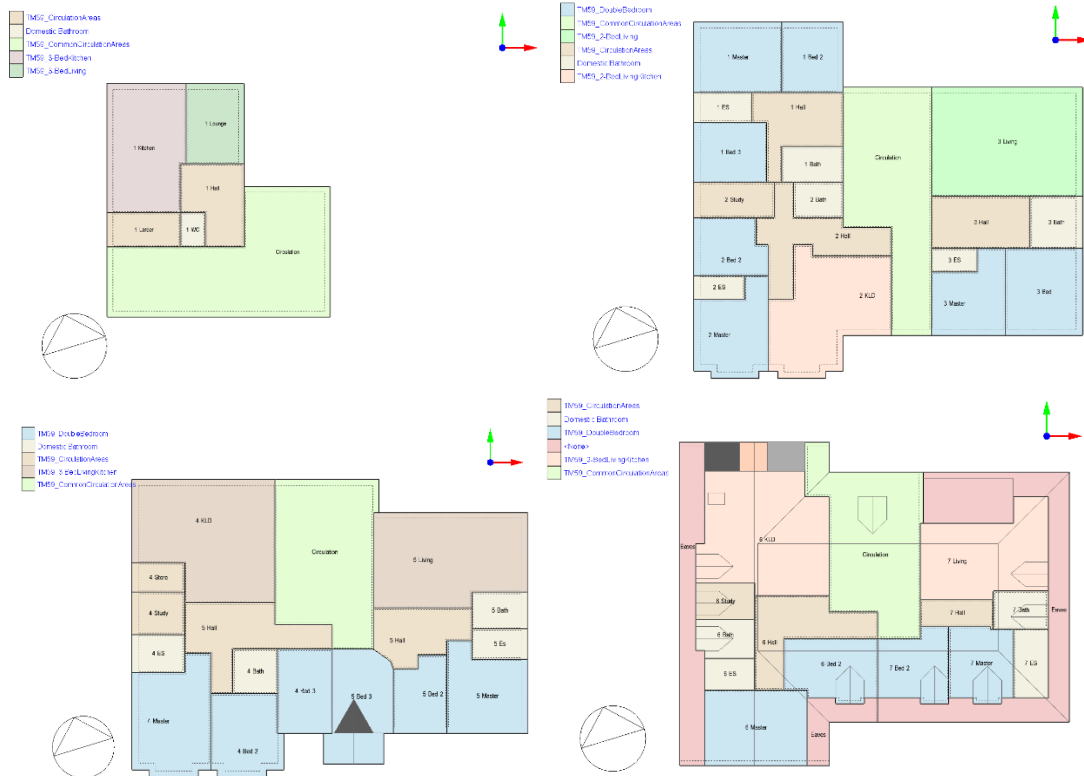 TM59_CirculationAreas
Domestic Bathroom
TM59_CommonCirculationAreas
TM59_3-BedKitchen
TM59_3-BedLiving
1 Lounge
1 Kitchen
1 Hall
1 Larder
1 WC
Circulation
TM59_DoubleBedroom
TM59_CommonCirculationAreas
TM59_2-BedLiving
TM59_CirculationAreas
Domestic Bathroom
TM59_2-BedLivingKitchen
1 Master
1 Bed 2
1 ES
1 Hall
1 Bed 3
1 Bath
Circulation
3 Living
2 Study
2 Bath
2 Hall
3 Hall
3 Bath
2 Bed 2
3 ES
2 ES
2 KLD
3 Master
3 Bed
2 Master
TM59_DoubleBedroom
Domestic Bathroom
TM59_CirculationAreas
TM59_3-BedLivingKitchen
TM59_CommonCirculationAreas
4 KLD
Circulation
5 Living
4 Store
4 Study
5 Hall
5 Bath
4 ES
5 Hall
5 Es
4 Bath
4 Bed 3
5 Bed 3
5 Bed 2
5 Master
4 Master
4 Bed 2
TM59_CirculationAreas
Domestic Bathroom
TM59_DoubleBedroom
<None>
TM59_2-BedLivingKitchen
TM59_CommonCirculationAreas
Eaves
6 KLD
Circulation
7 Living
Eaves
6 Study
7 Hall
7 Bath
6 Bath
6 Hall
6 ES
6 Bed 2
7 Bed 2
7 Master
7 ES
6 Master
Eaves